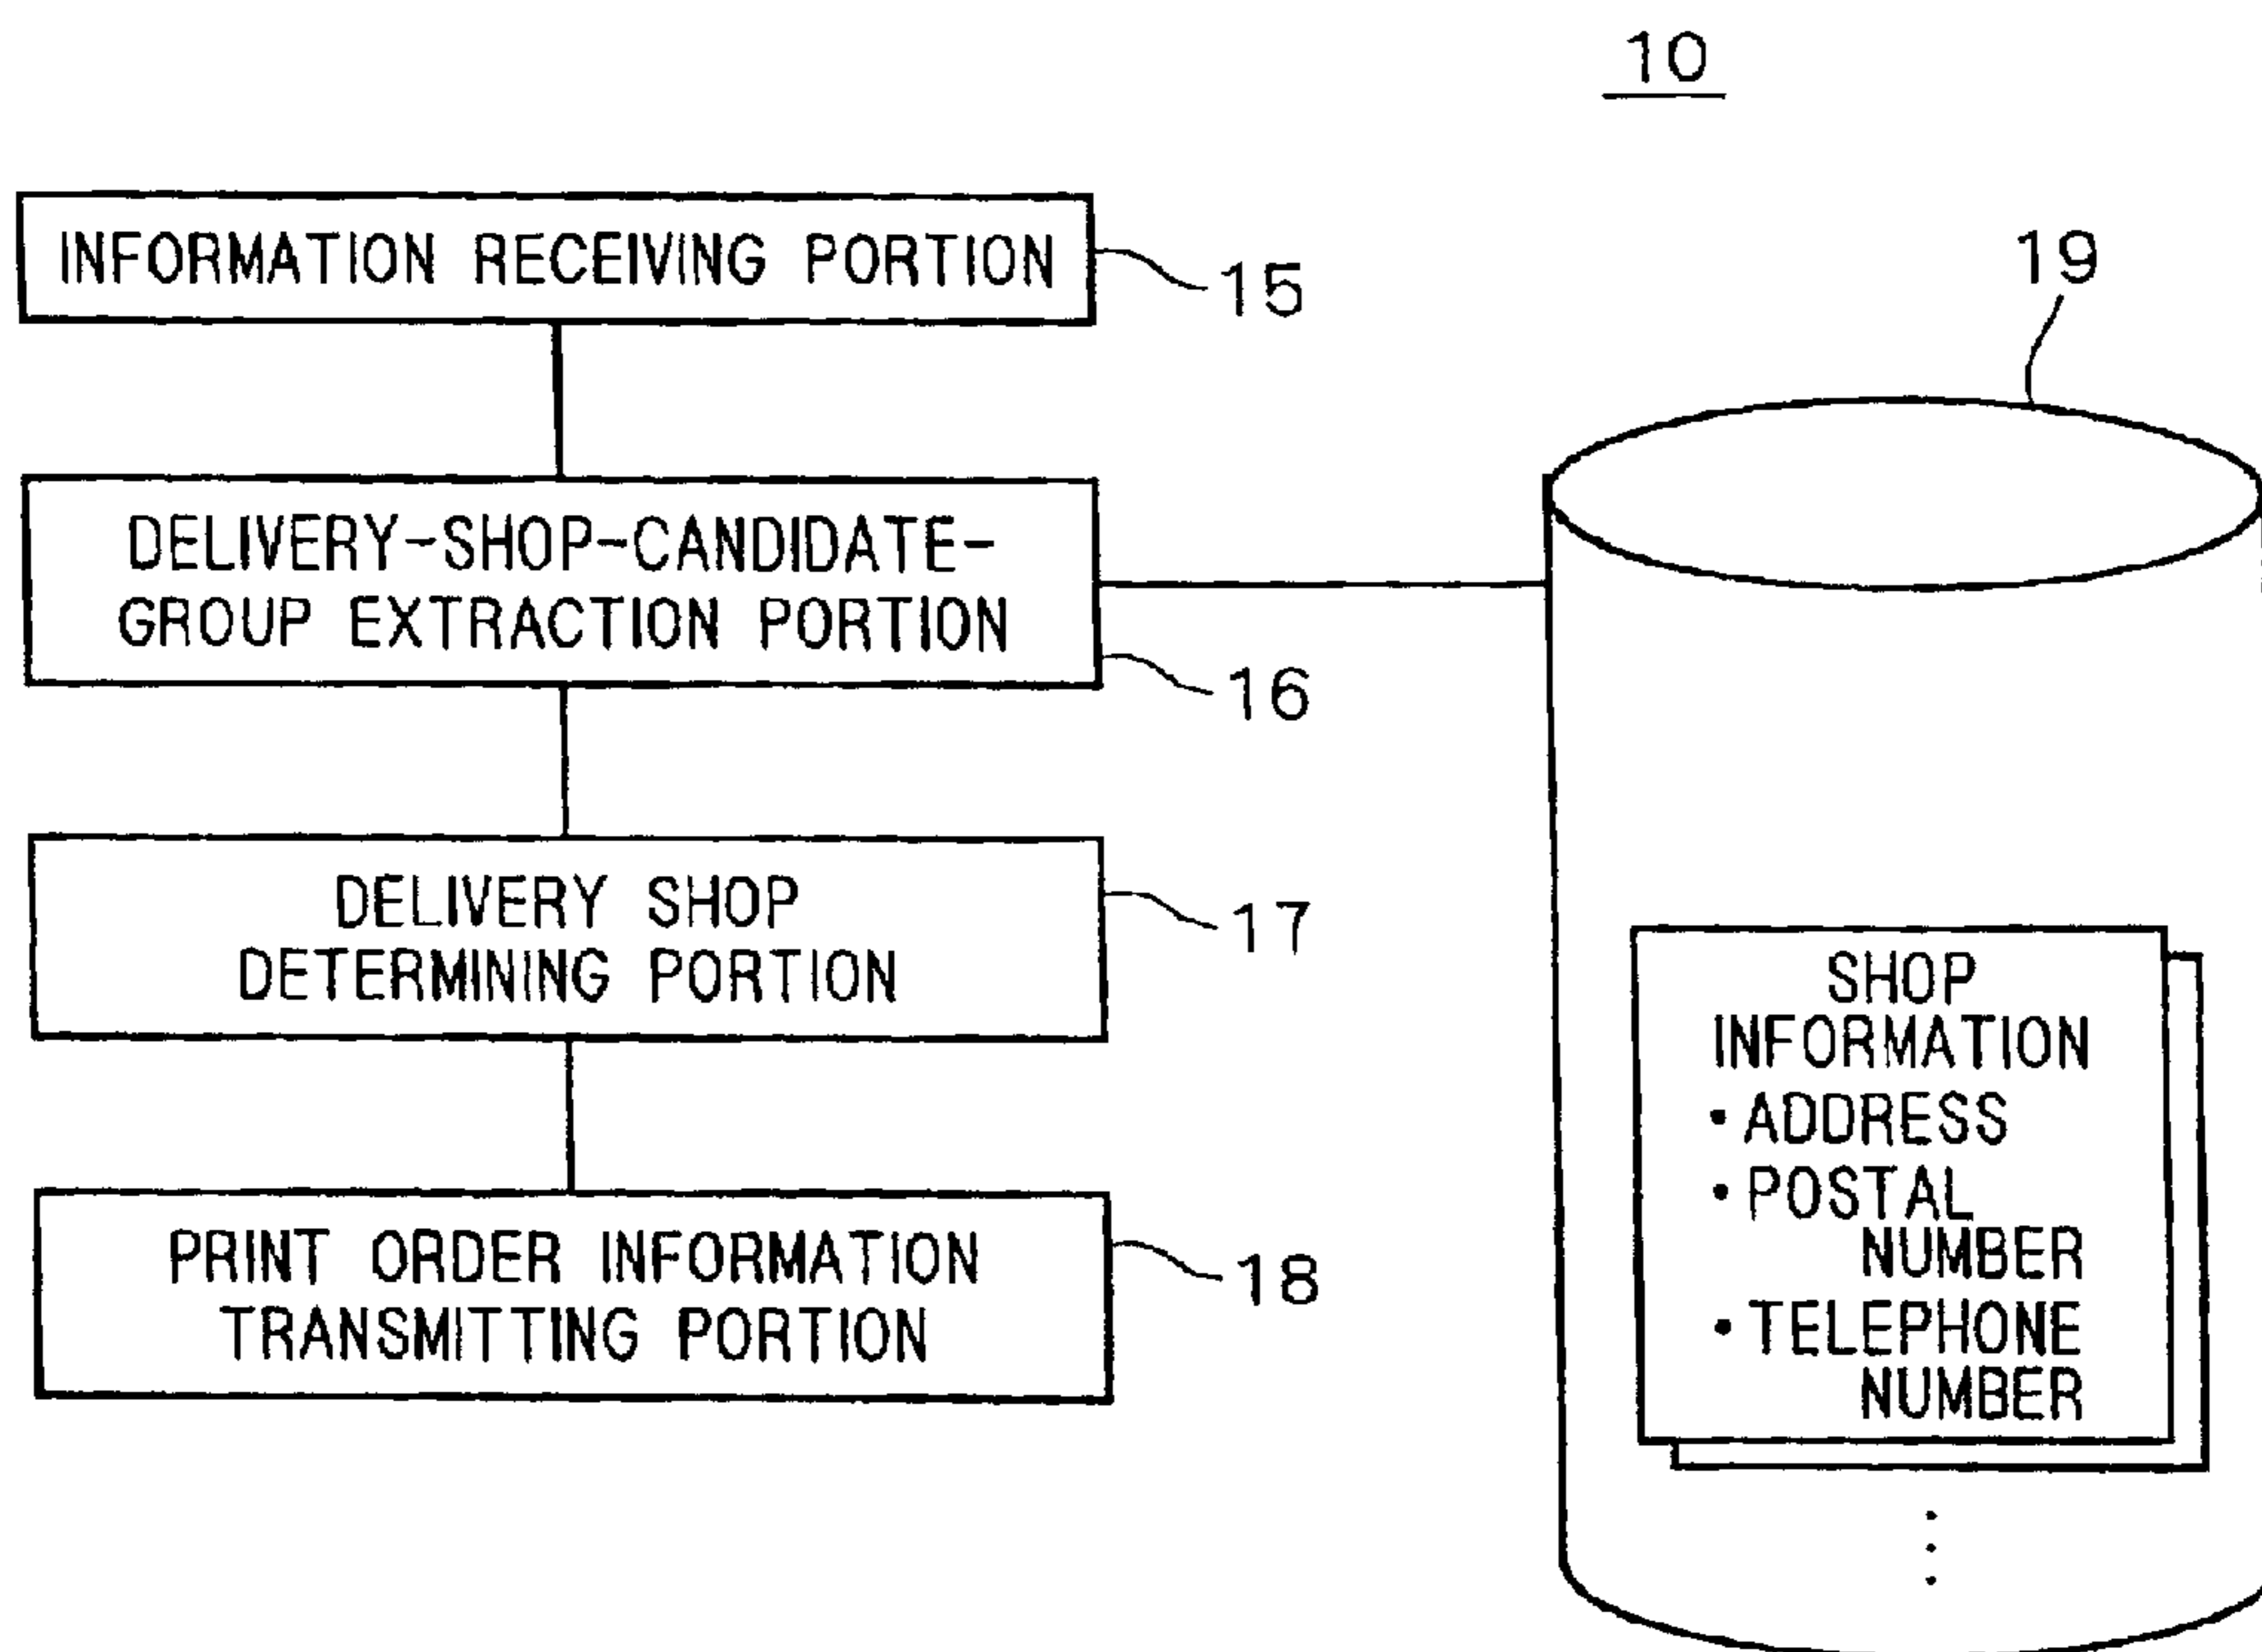 10
INFORMATION RECEIVING PORTION
15
19
DELIVERY-SHOP-CANDIDATE-
GROUP EXTRACTION PORTION
16
DELIVERY SHOP
DETERMINING PORTION
17
PRINT ORDER INFORMATION
TRANSMITTING PORTION
18
SHOP
INFORMATION
・ADDRESS
・POSTAL
NUMBER
・TELEPHONE
NUMBER